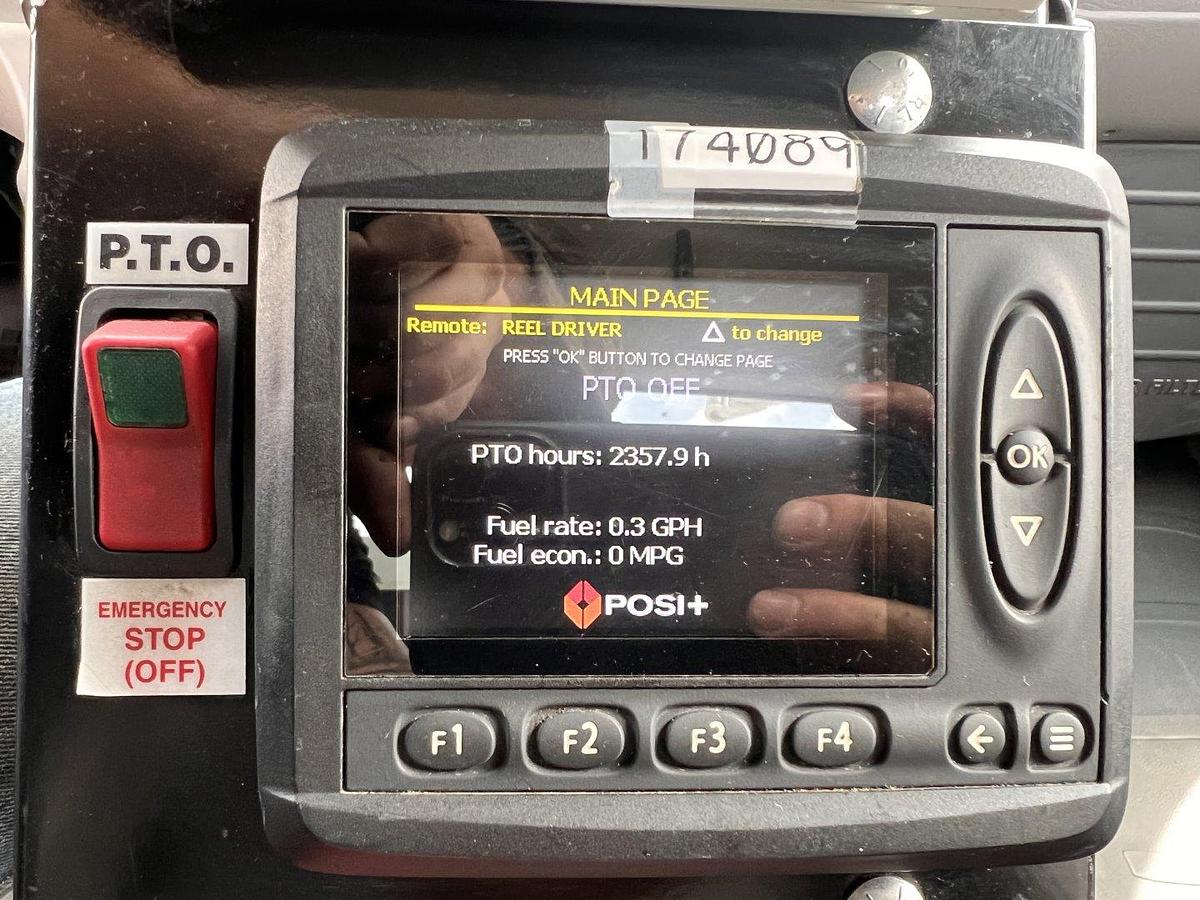 174089
P.T.O.
MAIN PAGE
Remote: REEL DRIVER △ to change
PRESS "OK" BUTTON TO CHANGE PAGE
PTO OFF
PTO hours: 2357.9 h
OK
Fuel rate: 0.3 GPH
Fuel econ.: 0 MPG
POSI+
EMERGENCY
STOP
(OFF)
F1 F2 F3 F4